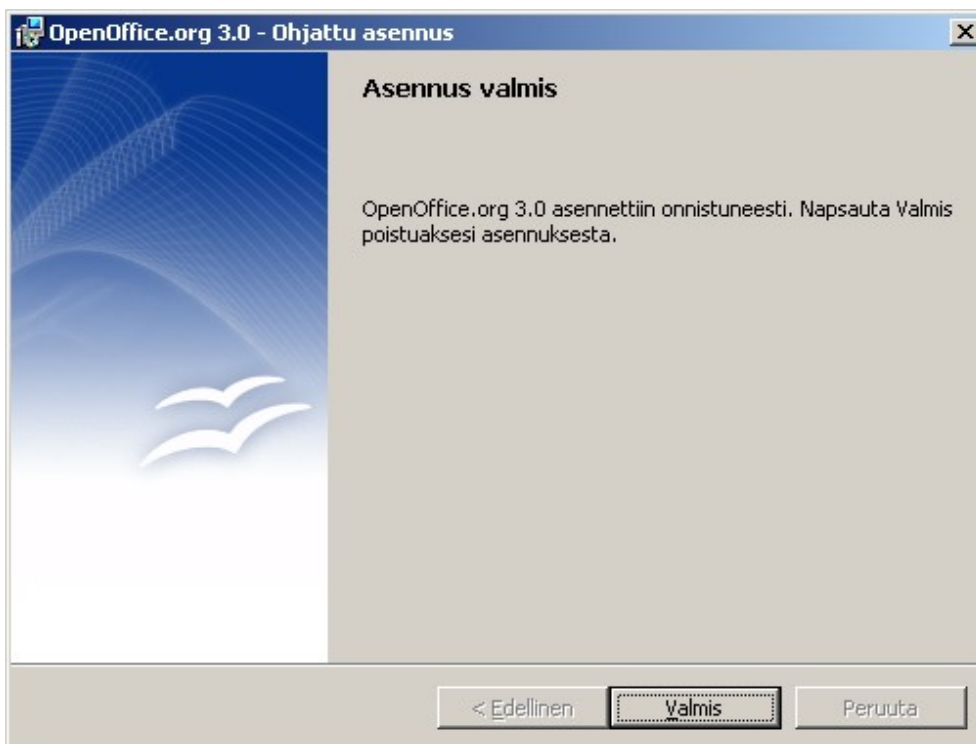 OpenOffice.org 3.0 - Ohjattu asennus
Asennus valmis
OpenOffice.org 3.0 asennettiin onnistuneesti. Napsauta Valmis
poistuaksesi asennuksesta.
< Edellinen
Valmis
Peruuta